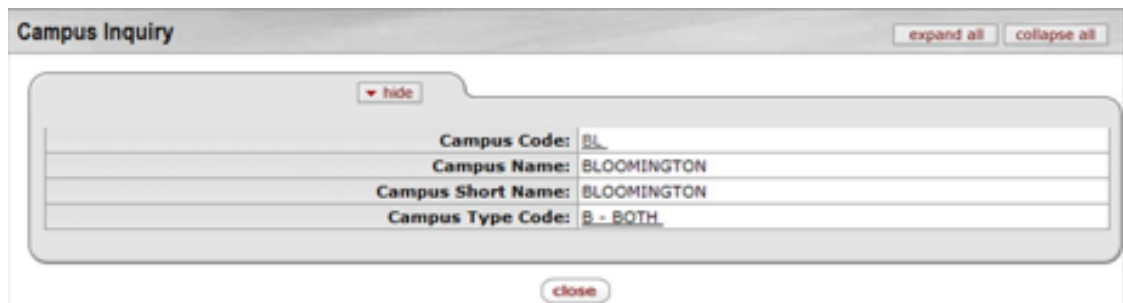 Campus Inquiry expand all collapse all
hide
Campus Code: BL
Campus Name: BLOOMINGTON
Campus Short Name: BLOOMINGTON
Campus Type Code: B - BOTH
close